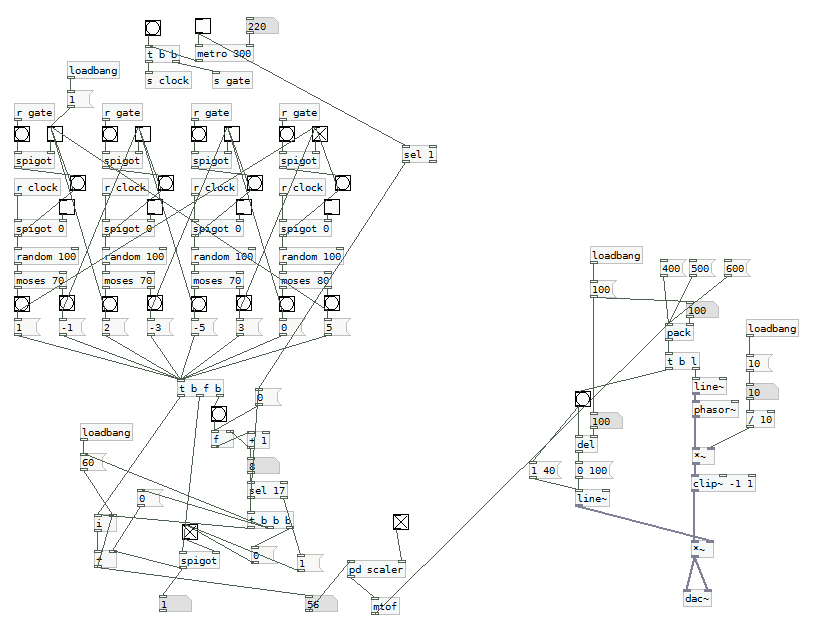 220
t b b
metro 300
loadbang
s clock
s gate
1
r gate
r gate
r gate
r gate
sel 1
spigot
spigot
spigot
spigot
r clock
r clock
r clock
r clock
spigot 0
spigot 0
spigot 0
spigot 0
random 100
random 100
random 100
random 100
loadbang
moses 70
moses 70
moses 70
moses 80
400
500
600
100
100
1
-1
2
-3
-5
3
0
5
pack
loadbang
t b f b
t b l
10
0
line~
10
phasor~
loadbang
f
+ 1
100
/ 10
60
del
*~
8
1 40
0 100
sel 17
clip~ -1 1
0
line~
i
t b b b
+
spigot
0
1
pd scaler
*~
1
56
mtof
dac~